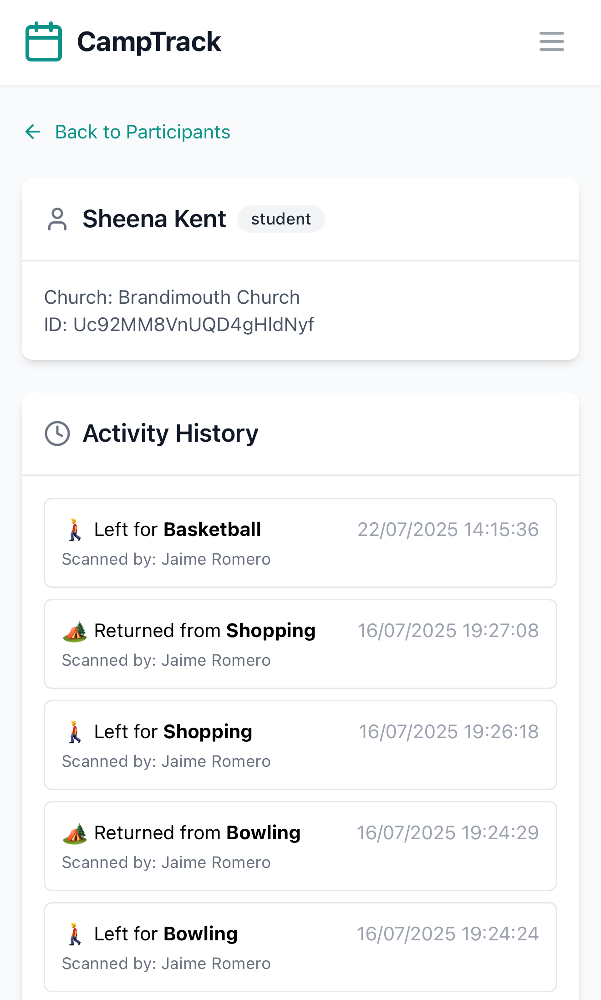 CampTrack
Back to Participants
Sheena Kent student
Church: Brandimouth Church
ID: Uc92MM8VnUQD4gHldNyf
Activity History
Left for Basketball 22/07/2025 14:15:36
Scanned by: Jaime Romero
Returned from Shopping 16/07/2025 19:27:08
Scanned by: Jaime Romero
Left for Shopping 16/07/2025 19:26:18
Scanned by: Jaime Romero
Returned from Bowling 16/07/2025 19:24:29
Scanned by: Jaime Romero
Left for Bowling 16/07/2025 19:24:24
Scanned by: Jaime Romero